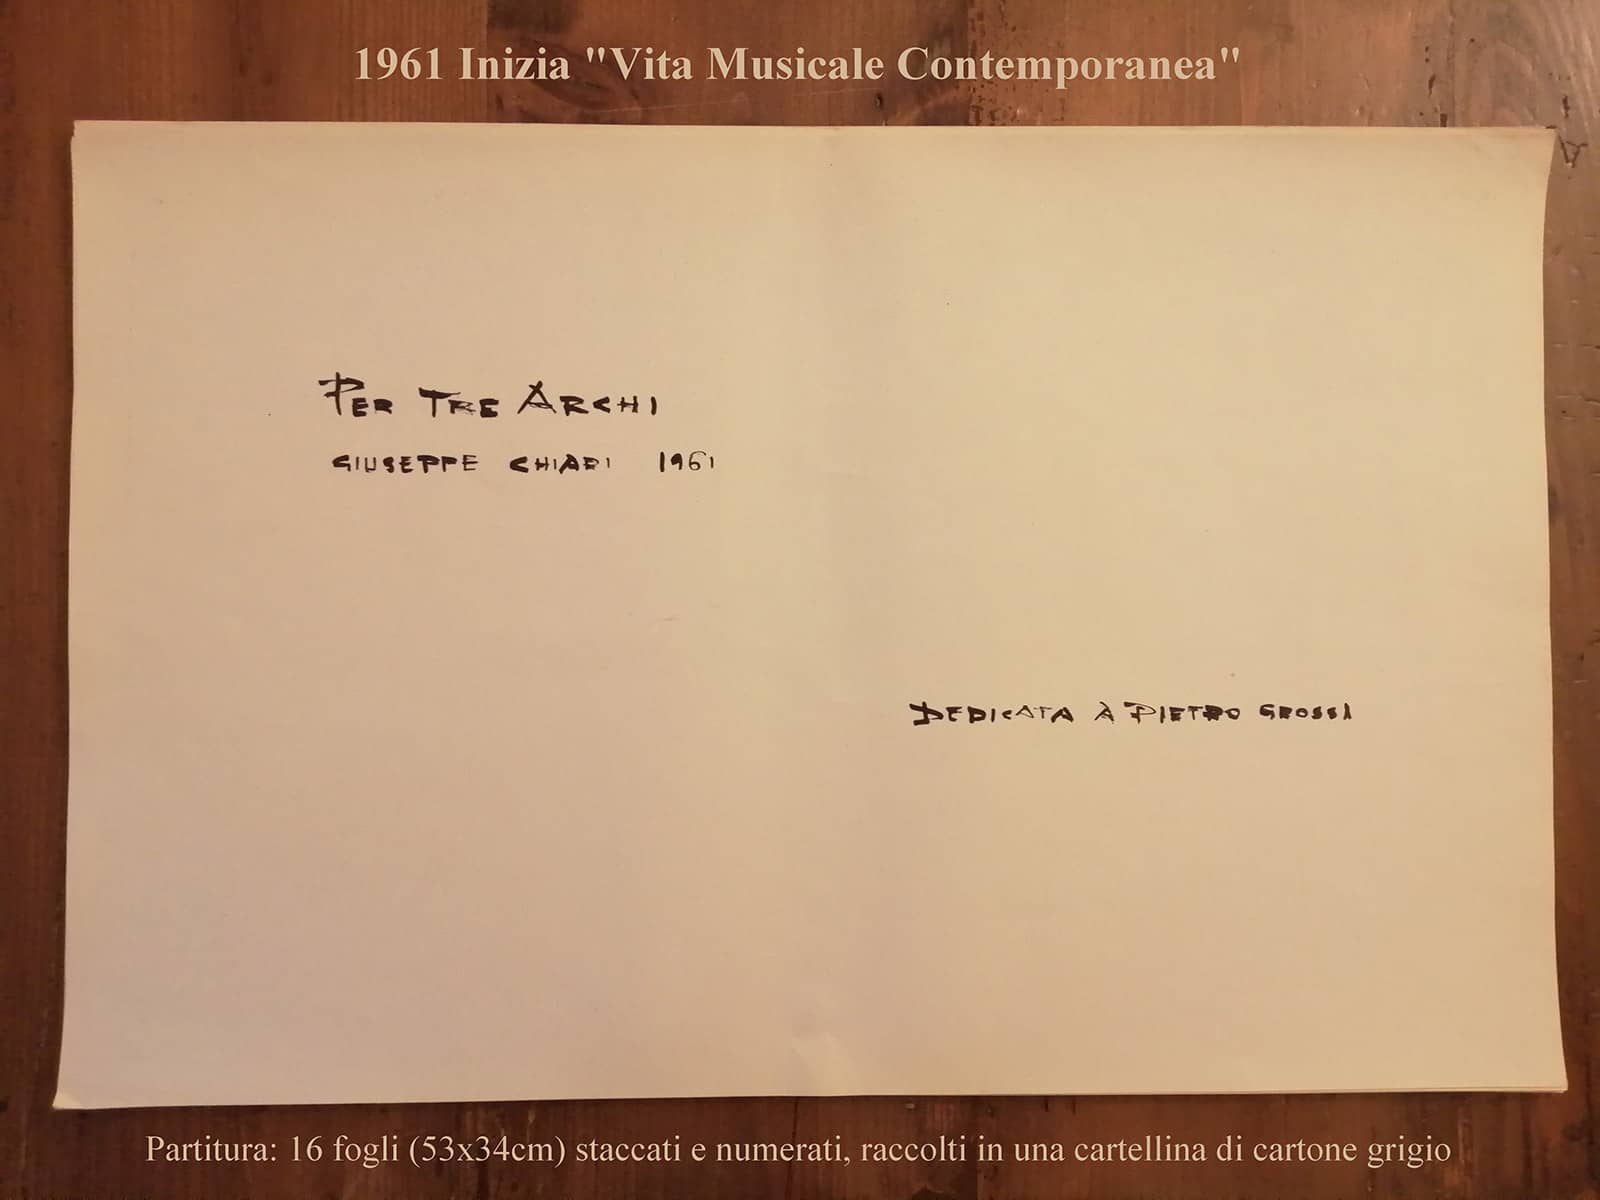 1961 Inizia "Vita Musicale Contemporanea"
PER TRE ARCHI
GIUSEPPE CHIARI 1961
DEDICATA A PIETRO GROSSI
Partitura: 16 fogli (53x34cm) staccati e numerati, raccolti in una cartellina di cartone grigio